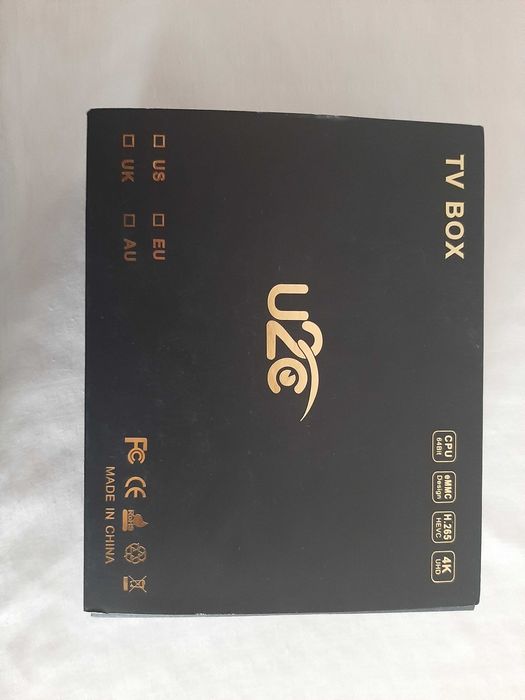 TV BOX
CPU
64Bit
eMMC
Design
H.265
HEVC
4K
UHD
U2C
US
EU
UK
AU
FC CE RoHS
MADE IN CHINA